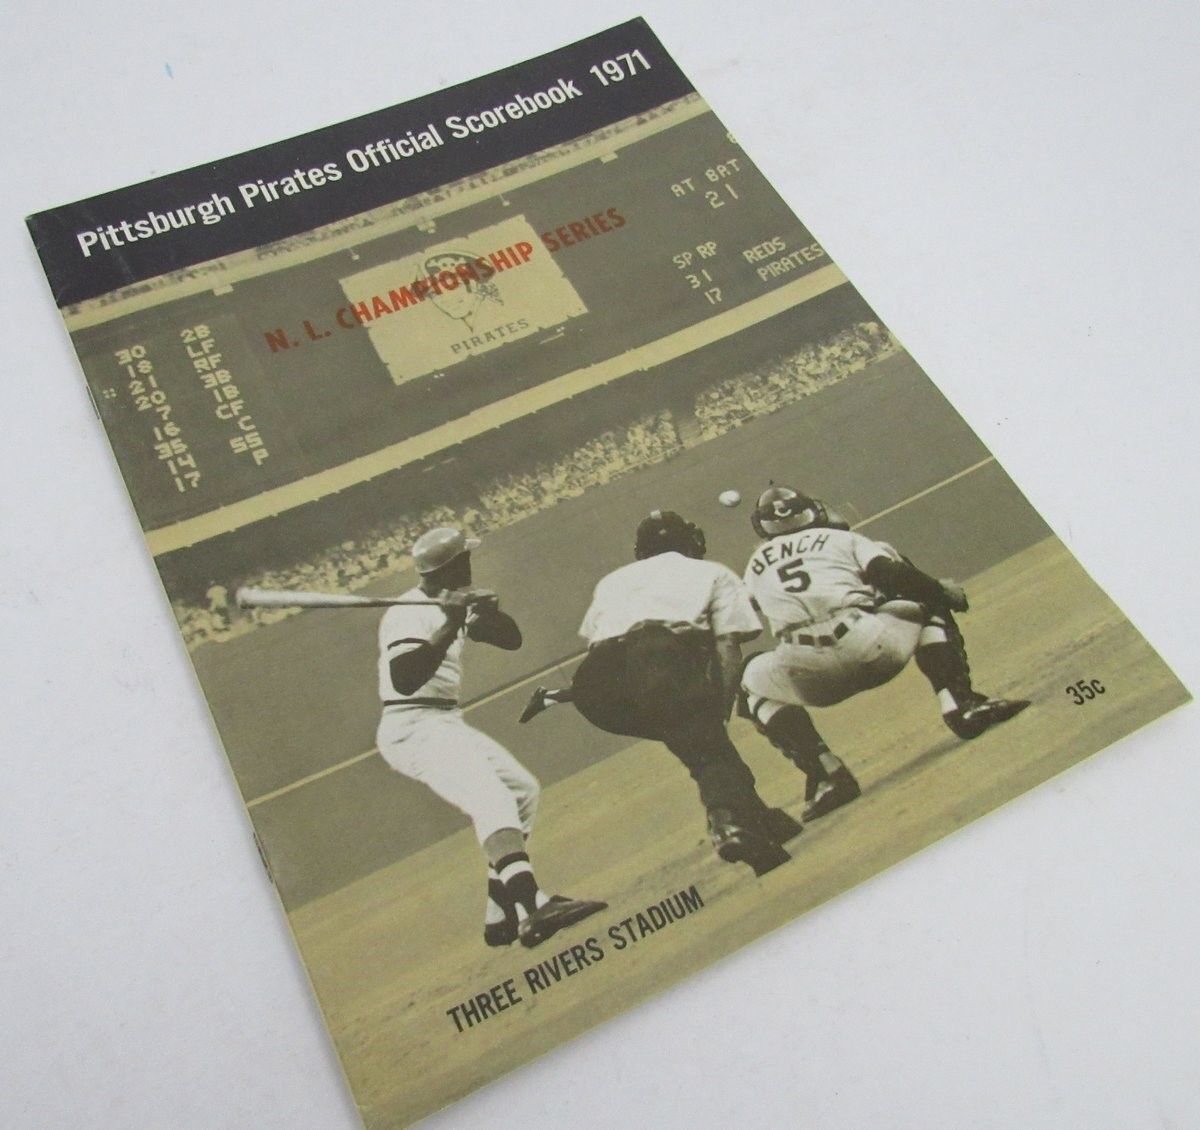 Pittsburgh Pirates Official Scorebook 1971
N. L. CHAMPIONSHIP SERIES
PIRATES
AT BAT
21
SP RP
31
17
REDS
PIRATES
BENCH
5
35c
THREE RIVERS STADIUM